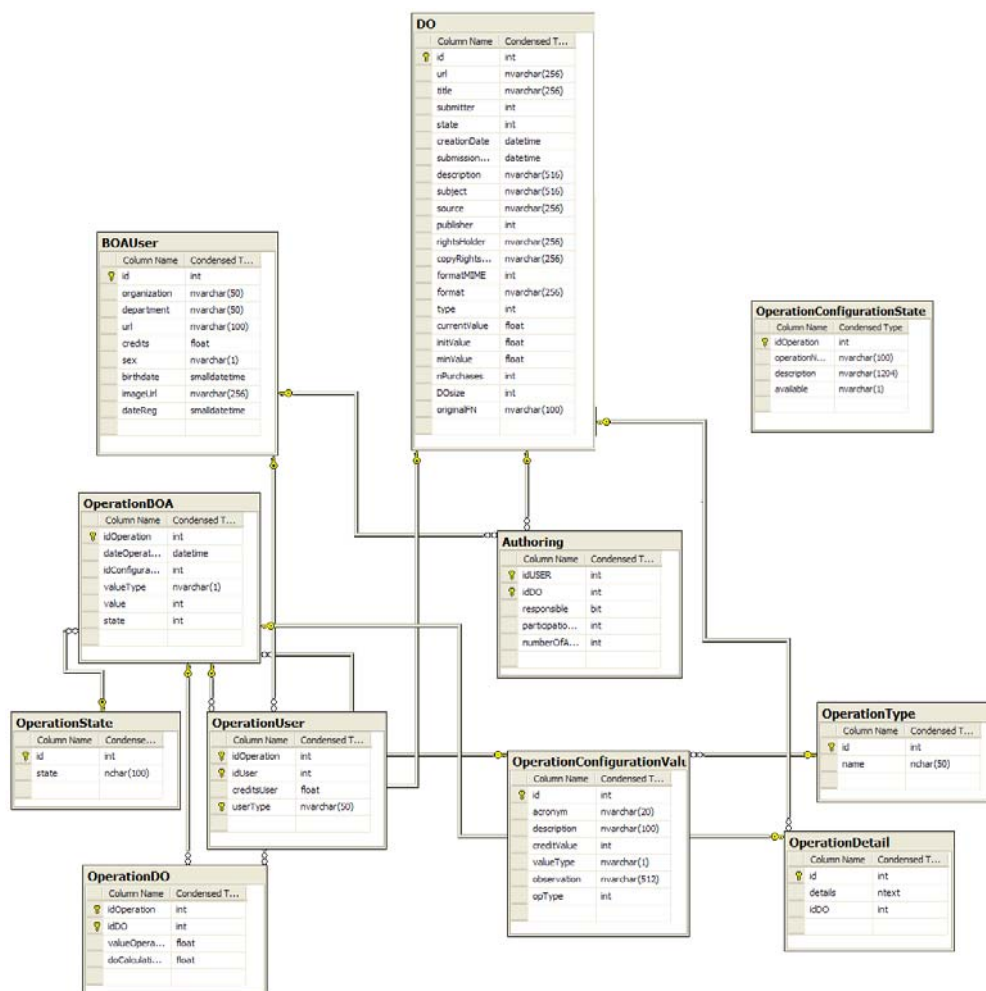 DO
Column Name Condensed T...
id int
url nvarchar(256)
title nvarchar(256)
submitter int
state int
creationDate datetime
submission... datetime
description nvarchar(516)
subject nvarchar(516)
source nvarchar(256)
publisher int
rightsHolder nvarchar(256)
copyRights... nvarchar(256)
formatMIME int
format nvarchar(256)
type int
currentValue float
initValue float
minValue float
nPurchases int
DOsize int
originalFN nvarchar(100)
BOAUser
Column Name Condensed T...
id int
organization nvarchar(50)
department nvarchar(50)
url nvarchar(100)
credits float
sex nvarchar(1)
birthdate smalldatetime
imageUrl nvarchar(256)
dateReg smalldatetime
OperationConfigurationState
Column Name Condensed Type
idOperation int
operationN... nvarchar(100)
description nvarchar(1204)
available nvarchar(1)
OperationBOA
Column Name Condensed T...
idOperation int
dateOperat... datetime
idConfigura... int
valueType nvarchar(1)
value int
state int
Authoring
Column Name Condensed T...
idUSER int
idDO int
responsible bit
participatio... int
numberOfA... int
OperationState
Column Name Condense...
id int
state nchar(100)
OperationUser
Column Name Condensed T...
idOperation int
idUser int
creditsUser float
userType nvarchar(50)
OperationConfigurationValu
Column Name Condensed T...
id int
acronym nvarchar(20)
description nvarchar(100)
creditValue int
valueType nvarchar(1)
observation nvarchar(512)
opType int
OperationType
Column Name Condensed T...
id int
name nchar(50)
OperationDetail
Column Name Condensed T...
id int
details ntext
idDO int
OperationDO
Column Name Condensed T...
idOperation int
idDO int
valueOpera... float
doCalculati... float